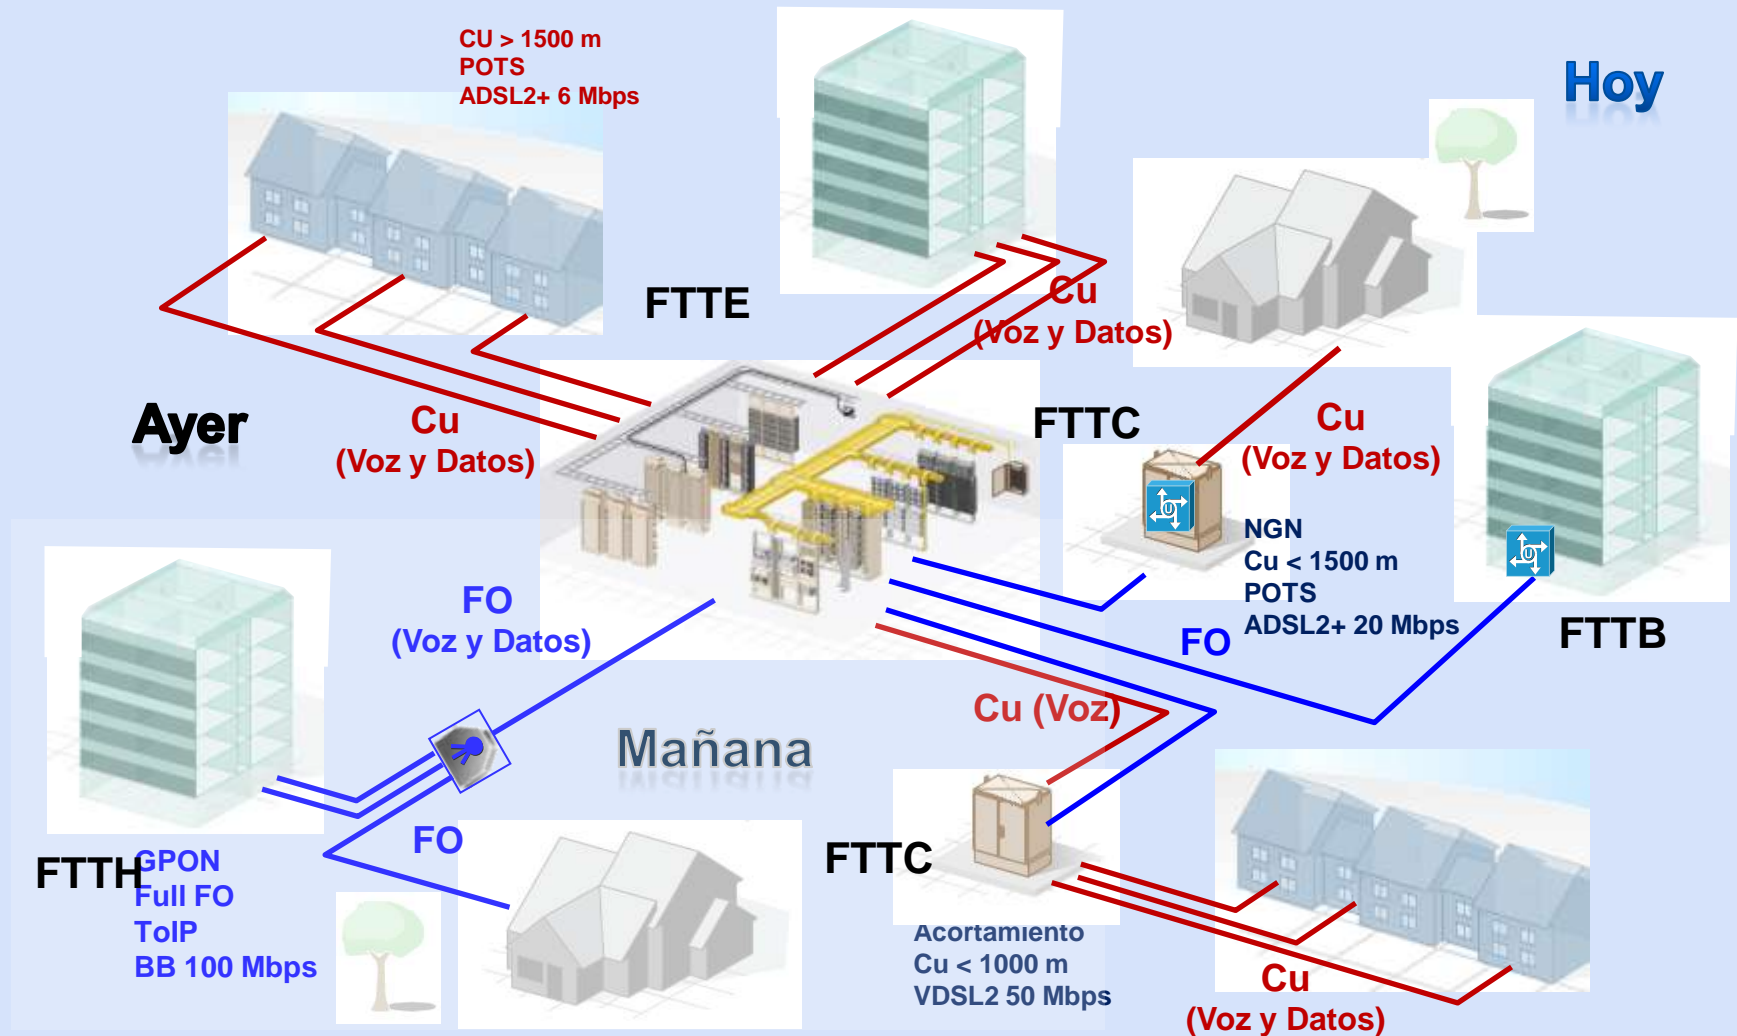 CU > 1500 m
POTS
ADSL2+ 6 Mbps
Hoy
FTTE
Cu
(Voz y Datos)
Ayer
Cu
(Voz y Datos)
FTTC
Cu
(Voz y Datos)
NGN
Cu < 1500 m
POTS
ADSL2+ 20 Mbps
FTTB
FO
(Voz y Datos)
FO
Cu (Voz)
Mañana
FO
FTTH
GPON
Full FO
ToIP
BB 100 Mbps
FTTC
Acortamiento
Cu < 1000 m
VDSL2 50 Mbps
Cu
(Voz y Datos)
U
U